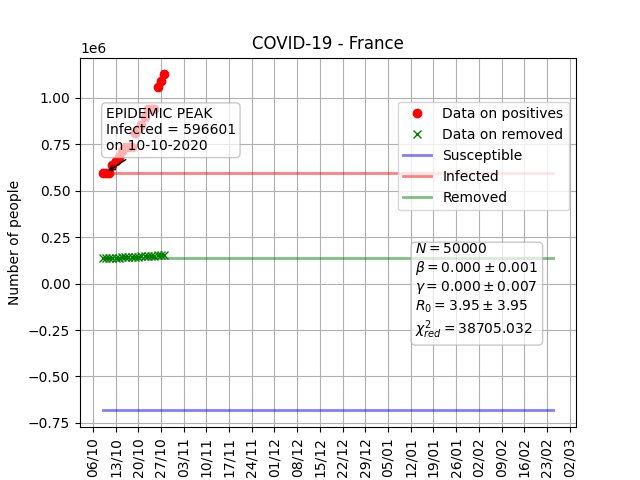 COVID-19 - France
1e6
EPIDEMIC PEAK
Infected = 596601
on 10-10-2020
Data on positives
Data on removed
Susceptible
Infected
Removed
N = 50000
β = 0.000 ± 0.001
γ = 0.000 ± 0.007
R₀ = 3.95 ± 3.95
χ²_red = 38705.032
Number of people
1.00
0.75
0.50
0.25
0.00
−0.25
−0.50
−0.75
06/10
13/10
20/10
27/10
03/11
10/11
17/11
24/11
01/12
08/12
15/12
22/12
29/12
05/01
12/01
19/01
26/01
02/02
09/02
16/02
23/02
02/03